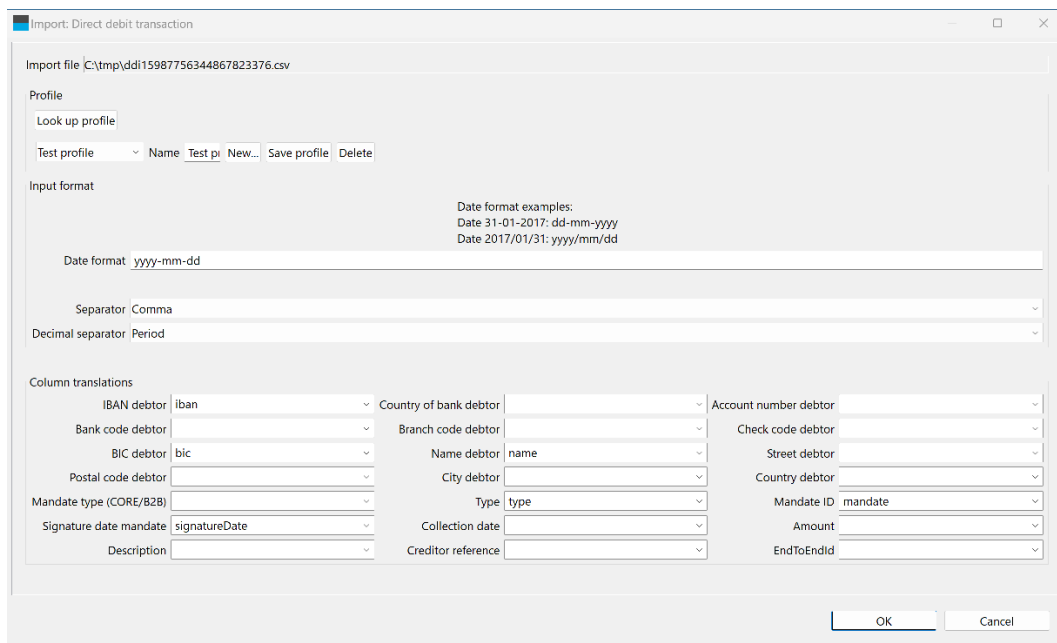 Import: Direct debit transaction
Import file C:\tmp\ddi15987756344867823376.csv
Profile
Look up profile
Test profile Name Test pr New... Save profile Delete
Input format
Date format examples:
Date 31-01-2017: dd-mm-yyyy
Date 2017/01/31: yyyy/mm/dd
Date format yyyy-mm-dd
Separator Comma
Decimal separator Period
Column translations
IBAN debtor iban Country of bank debtor Account number debtor
Bank code debtor Branch code debtor Check code debtor
BIC debtor bic Name debtor name Street debtor
Postal code debtor City debtor Country debtor
Mandate type (CORE/B2B) Type type Mandate ID mandate
Signature date mandate signatureDate Collection date Amount
Description Creditor reference EndToEndId
OK Cancel